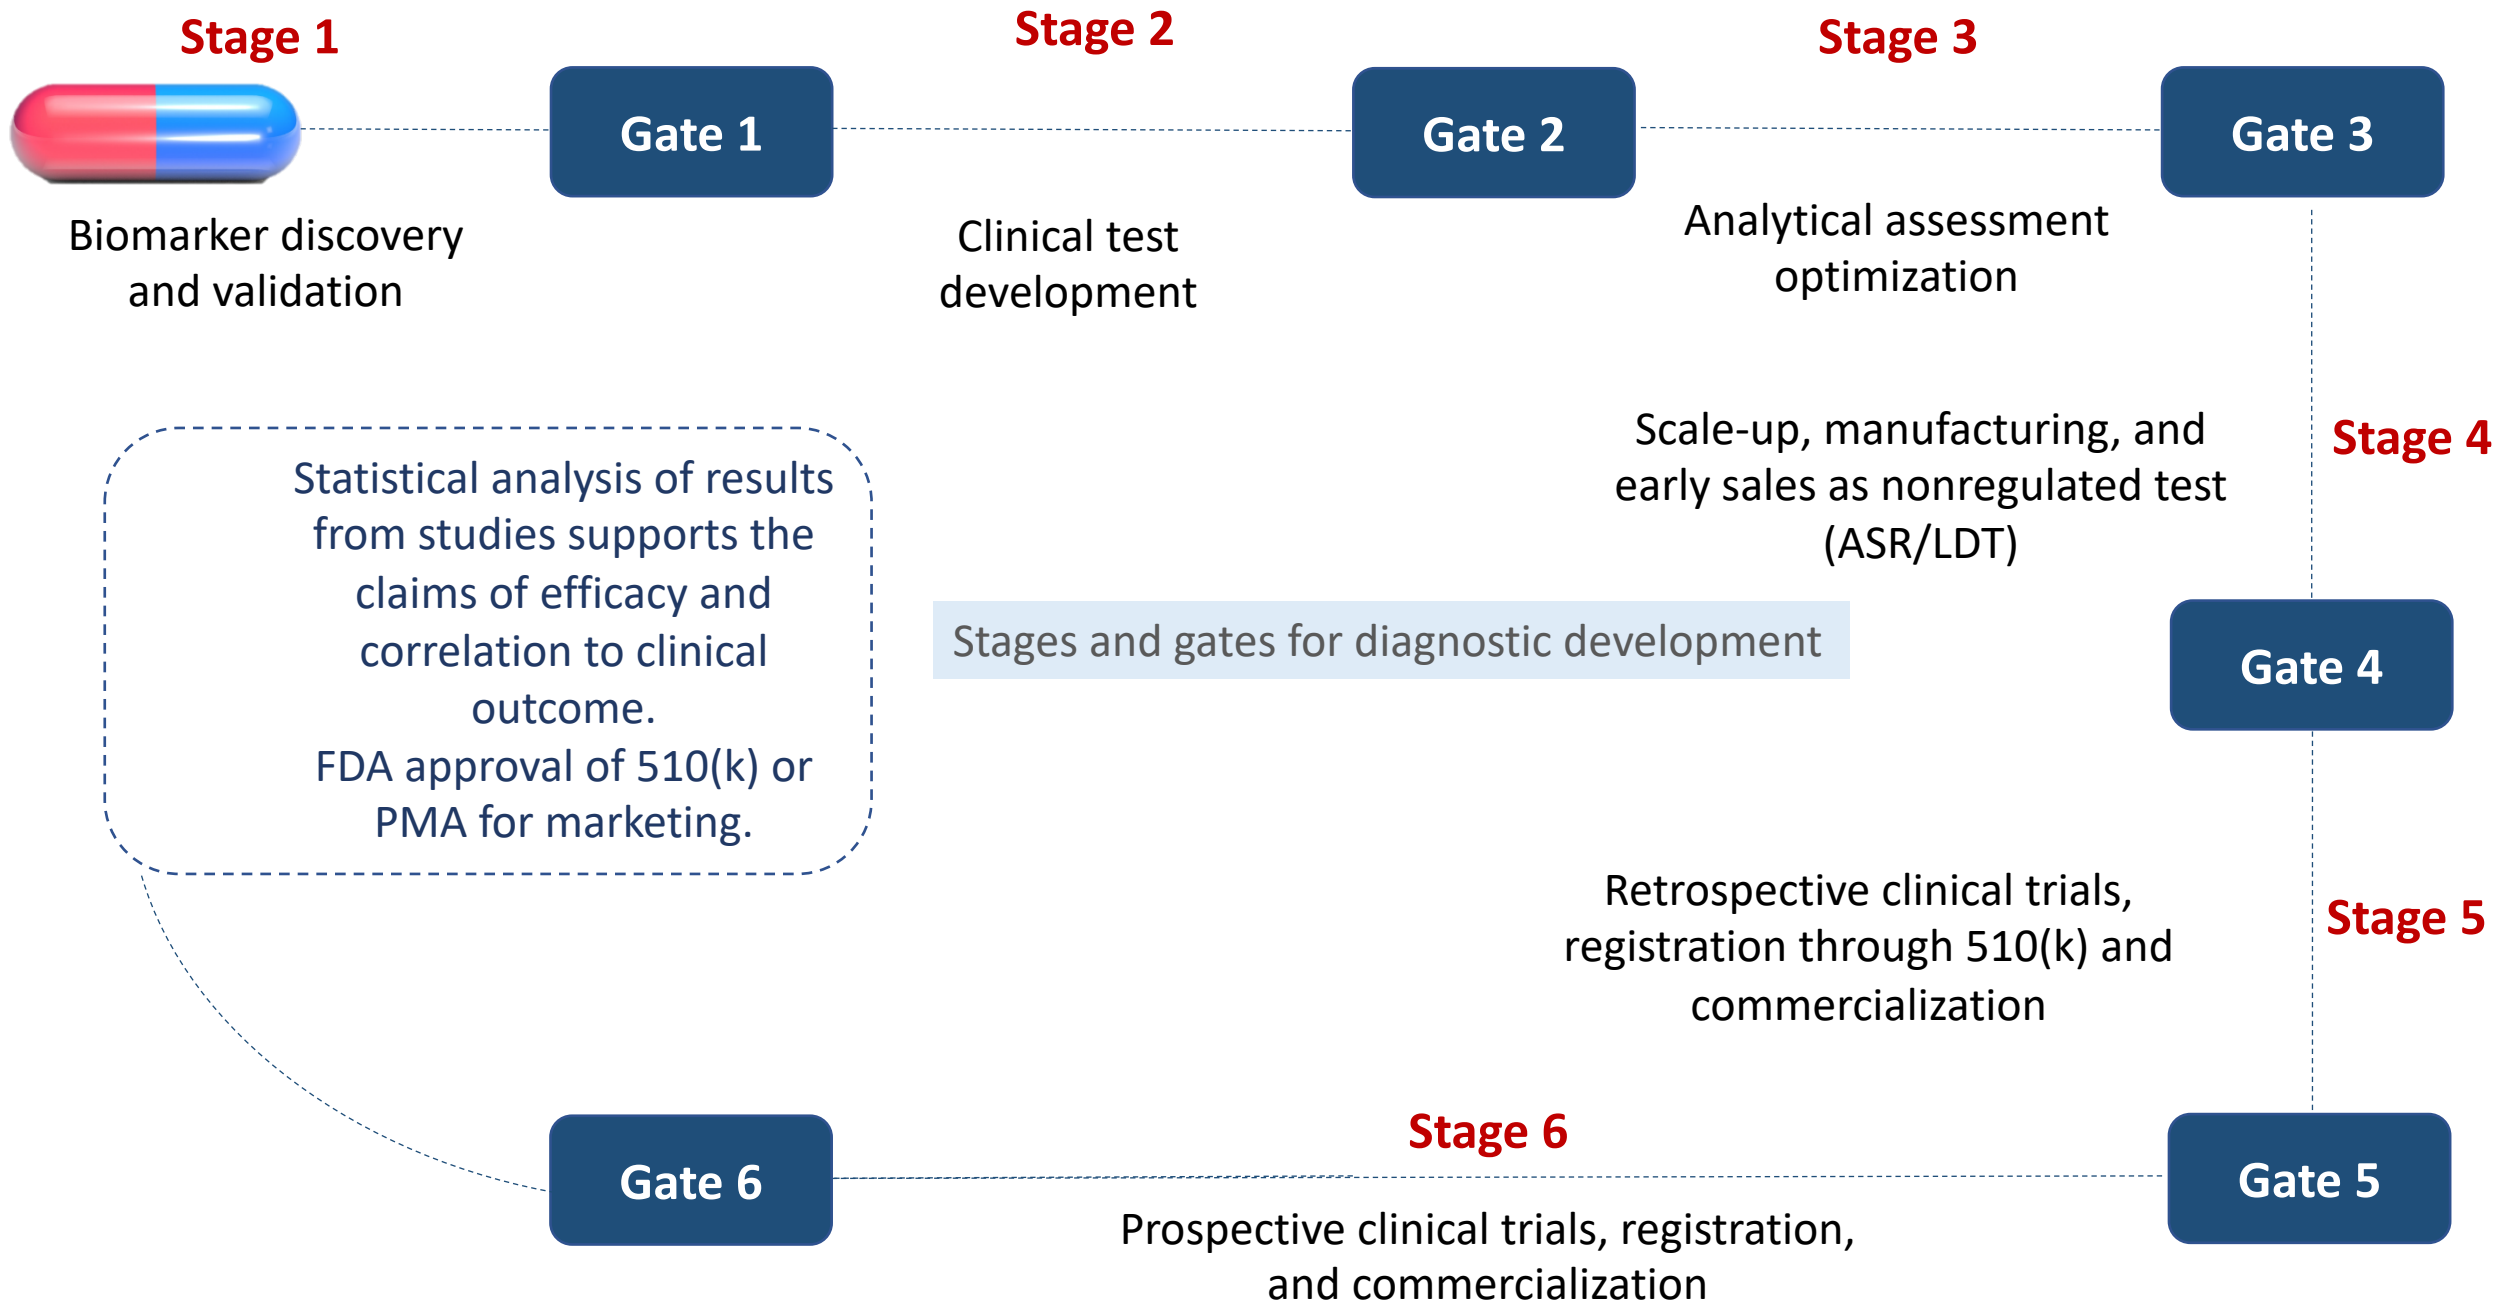 Stage 1
Stage 2
Stage 3
Gate 1
Gate 2
Gate 3
Biomarker discovery
and validation
Clinical test
development
Analytical assessment
optimization
Scale-up, manufacturing, and
early sales as nonregulated test
(ASR/LDT)
Stage 4
Statistical analysis of results
from studies supports the
claims of efficacy and
correlation to clinical
outcome.
FDA approval of 510(k) or
PMA for marketing.
Stages and gates for diagnostic development
Gate 4
Retrospective clinical trials,
registration through 510(k) and
commercialization
Stage 5
Stage 6
Gate 6
Gate 5
Prospective clinical trials, registration,
and commercialization